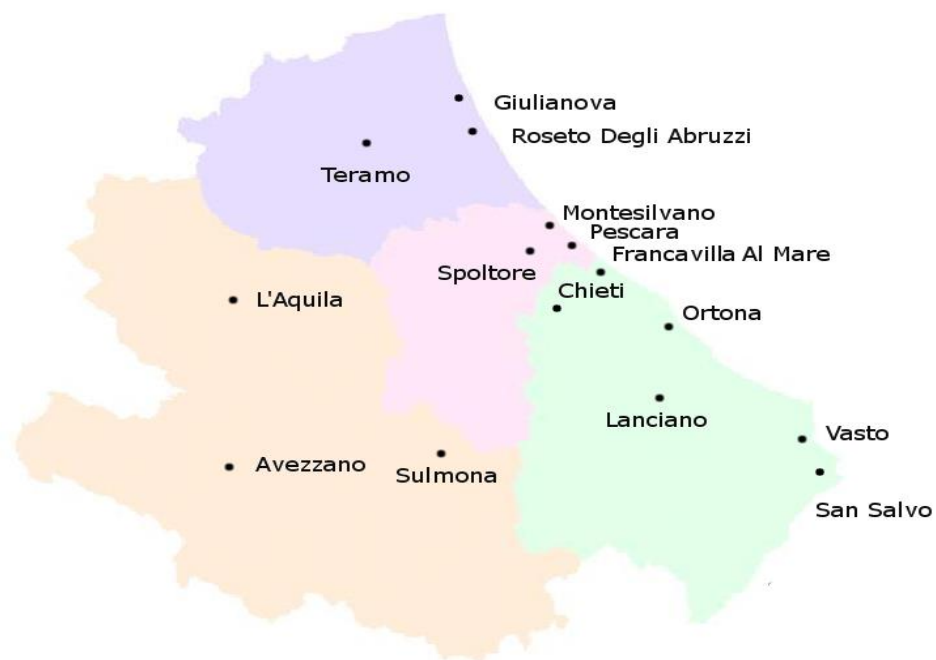 Giulianova
Roseto Degli Abruzzi
Teramo
Montesilvano
Pescara
Francavilla Al Mare
Spoltore
Chieti
L'Aquila
Ortona
Lanciano
Vasto
Avezzano
Sulmona
San Salvo